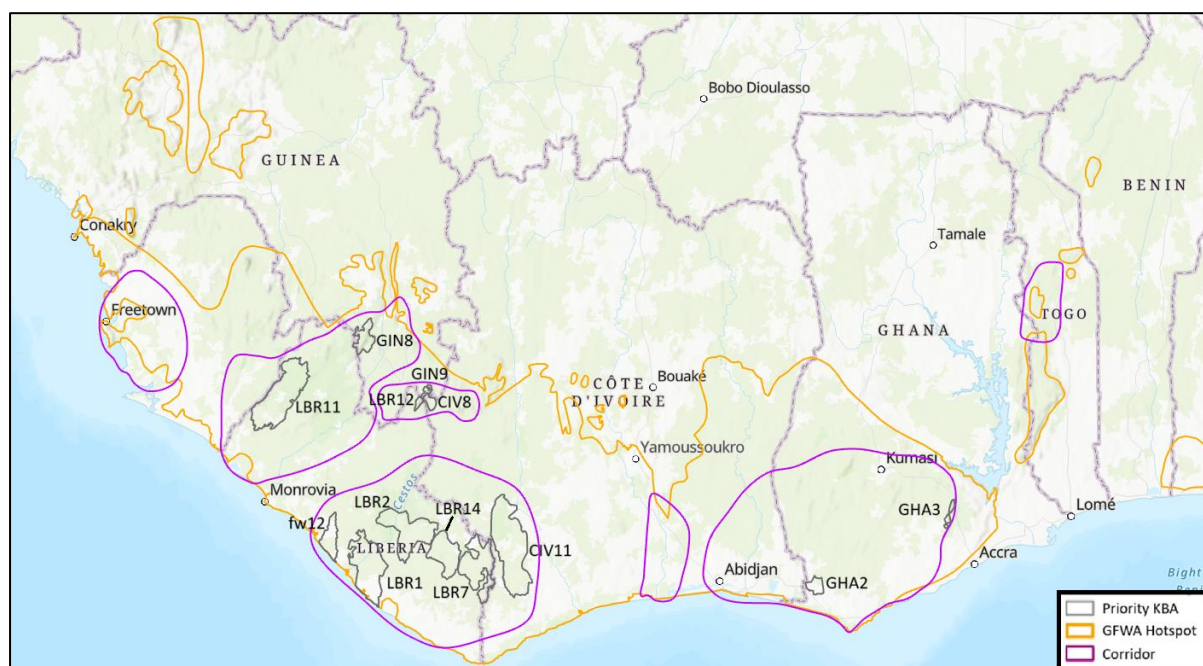 Bobo Dioulasso
GUINEA
BENIN
Conakry
Tamale
Freetown
TOGO
GHANA
GIN8
GIN9
Bouaké
CÔTE
D'IVOIRE
LBR12
CIV8
LBR11
Yamoussoukro
Kumasi
Monrovia
Cestos
LBR2
LBR14
GHA3
Lomé
fw12
LIBERIA
CIV11
Accra
LBR1
LBR7
Abidjan
GHA2
Bight
Priority KBA
GFWA Hotspot
Corridor